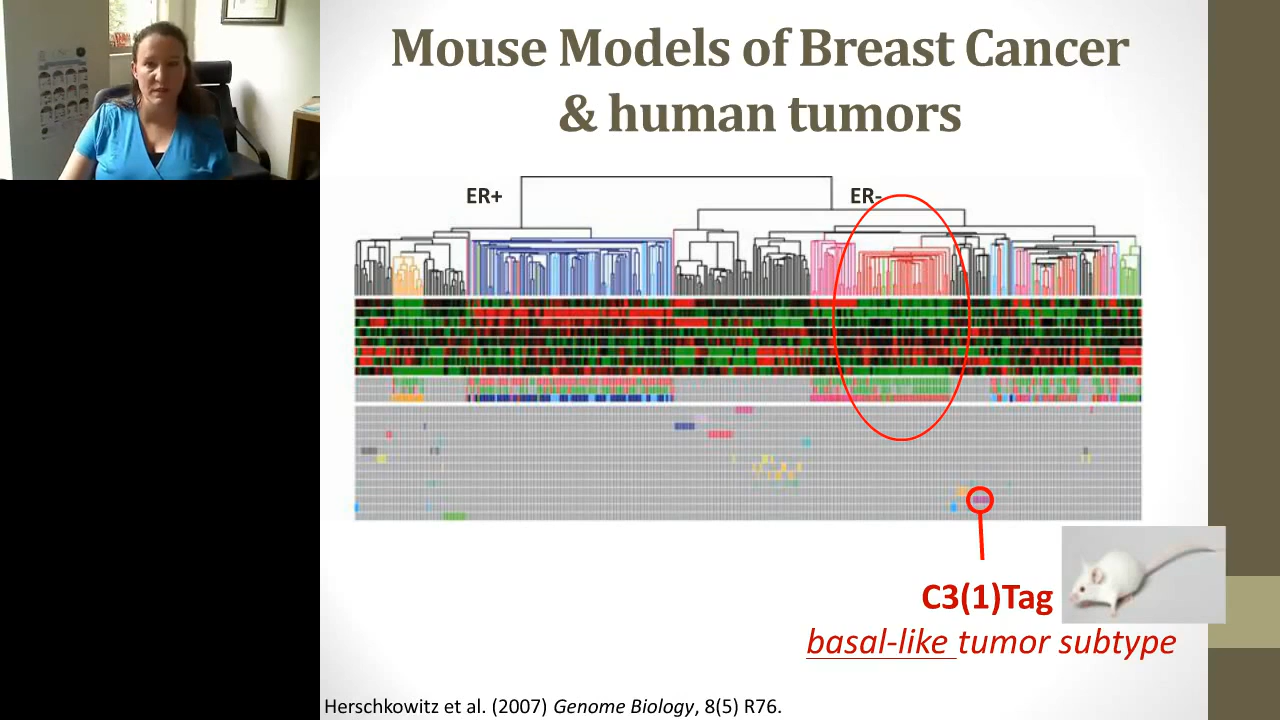 Mouse Models of Breast Cancer
& human tumors
ER+
ER-
C3(1)Tag
basal-like tumor subtype
Herschkowitz et al. (2007) Genome Biology, 8(5) R76.